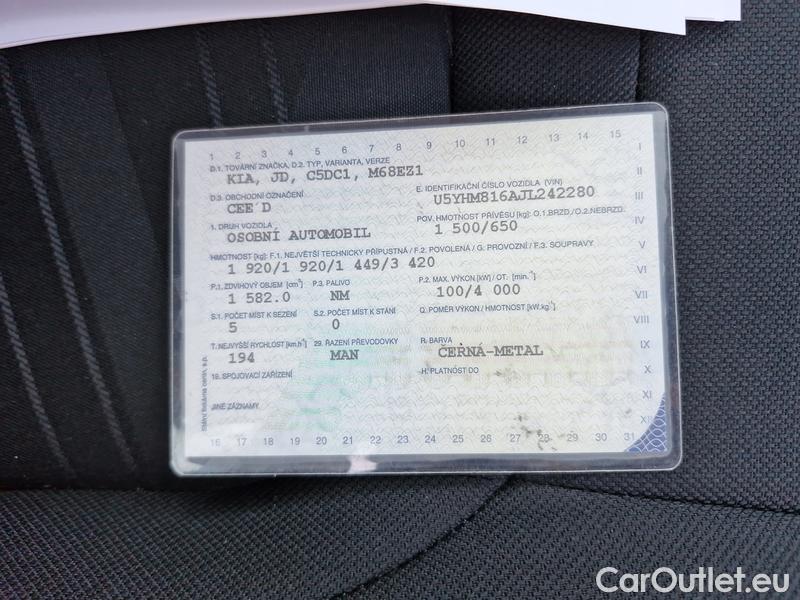 1 2 3 4 5 6 7 8 9 10 11 12 13 14 15 I
D.1. TOVÁRNÍ ZNAČKA, D.2. TYP, VARIANTA, VERZE
KIA, JD, C5DC1, M68EZ1 II
D.3. OBCHODNÍ OZNAČENÍ E. IDENTIFIKAČNÍ ČÍSLO VOZIDLA (VIN)
CEE´D U5YHM816AJL242280 III
1. DRUH VOZIDLA POV. HMOTNOST PŘÍVĚSU [kg]: O.1.BRZD./O.2.NEBRZD.
OSOBNÍ AUTOMOBIL 1 500/650 IV
HMOTNOST [kg]: F.1. NEJVĚTŠÍ TECHNICKY PŘÍPUSTNÁ / F.2. POVOLENÁ / G: PROVOZNÍ / F.3. SOUPRAVY V
1 920/1 920/1 449/3 420
P.1. ZDVIHOVÝ OBJEM [cm³] P.3. PALIVO P.2. MAX. VÝKON [kW] / OT. [min.⁻¹] VI
1 582.0 NM 100/4 000 VII
S.1. POČET MÍST K SEZENÍ S.2. POČET MÍST K STÁNÍ Q. POMĚR VÝKON / HMOTNOST [kW.kg⁻¹]
5 0 VIII
T. NEJVYŠŠÍ RYCHLOST [km.h⁻¹] 29. ŘAZENÍ PŘEVODOVKY R. BARVA
194 MAN ČERNÁ-METAL IX
19. SPOJOVACÍ ZAŘÍZENÍ H. PLATNOST DO X
XI
JINÉ ZÁZNAMY
Státní tiskárna cenin, s.p.
16 17 18 19 20 21 22 23 24 25 26 27 28 29 30 31
CarOutlet.eu